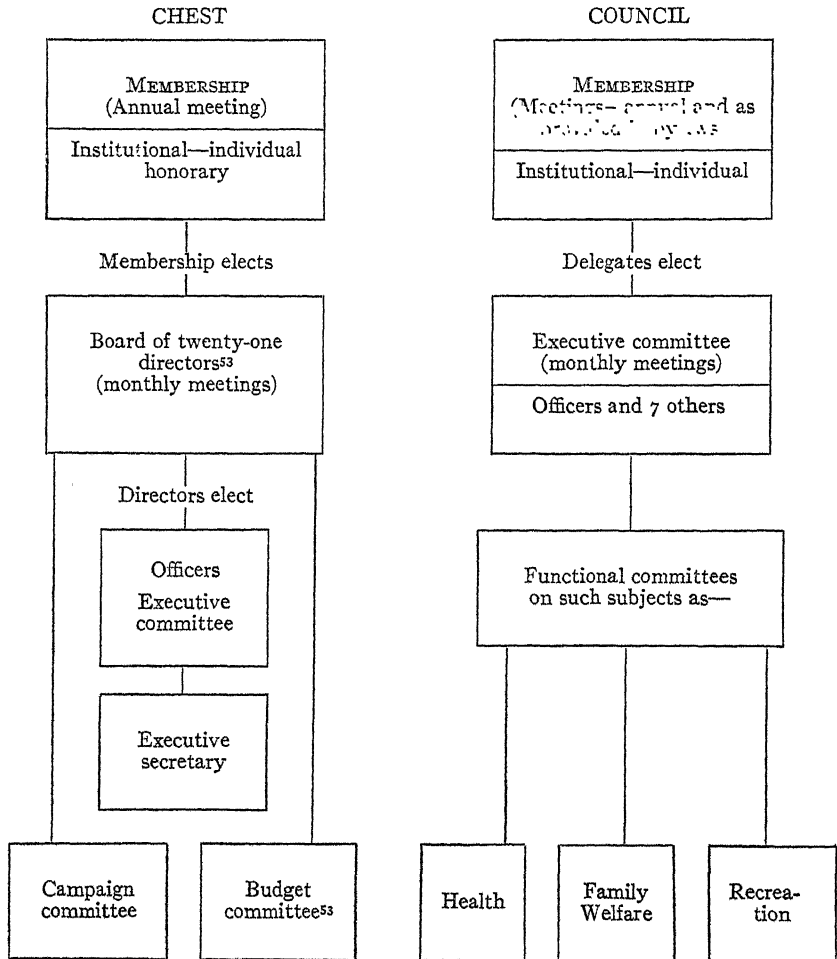 CHEST
MEMBERSHIP
(Annual meeting)
Institutional—individual
honorary
Membership elects
Board of twenty-one
directors53
(monthly meetings)
Directors elect
Officers
Executive
committee
Executive
secretary
Campaign
committee
Budget
committee53
COUNCIL
MEMBERSHIP
(Meetings— annual and as
Institutional—individual
Delegates elect
Executive committee
(monthly meetings)
Officers and 7 others
Functional committees
on such subjects as—
Health
Family
Welfare
Recrea-
tion